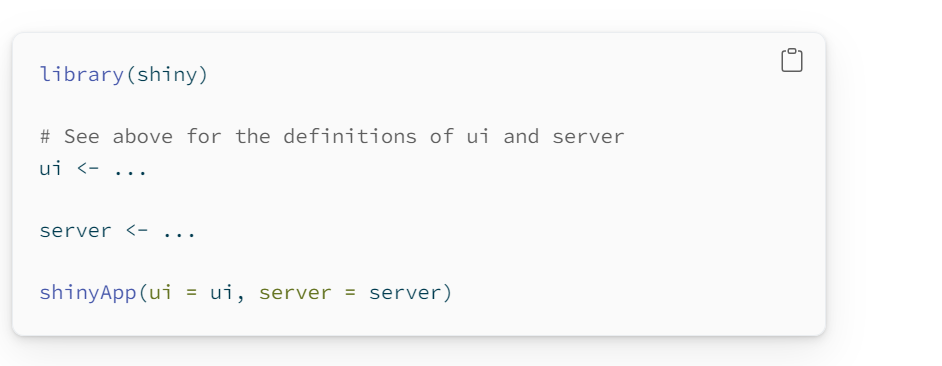 library(shiny)
# See above for the definitions of ui and server
ui <- ...
server <- ...
shinyApp(ui = ui, server = server)